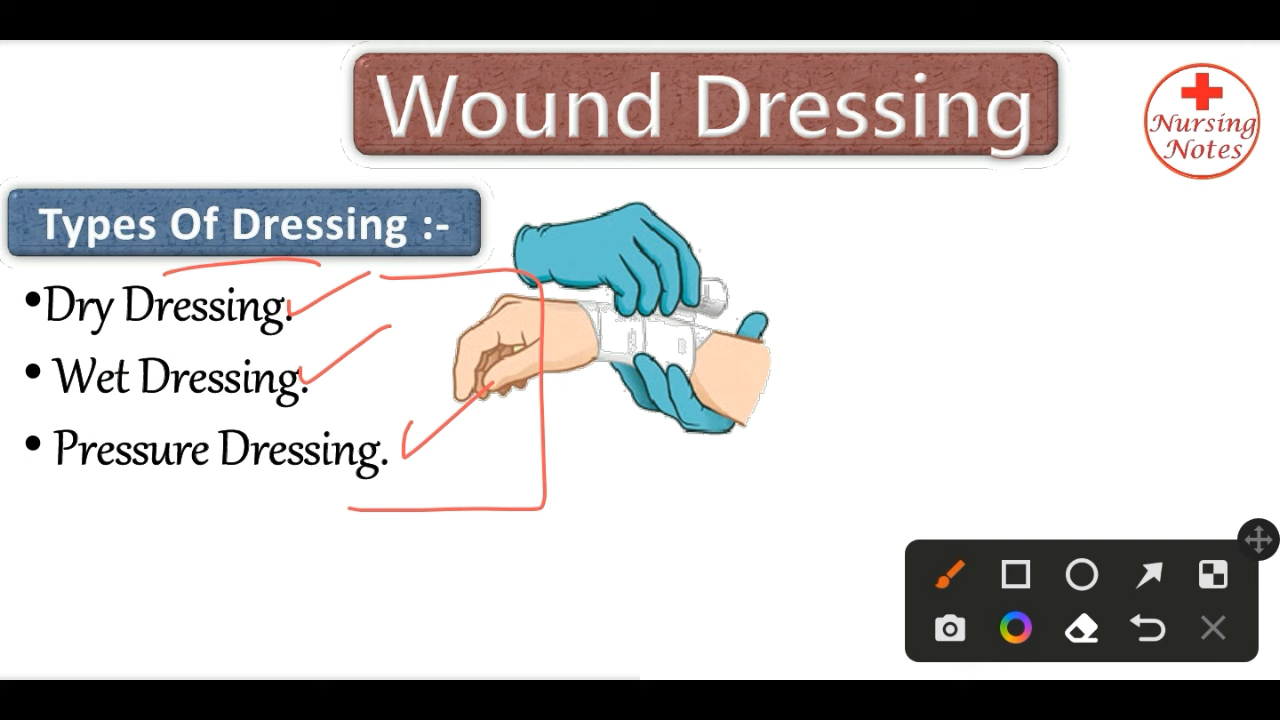 Wound Dressing
Nursing
Notes
Types Of Dressing :-
•Dry Dressing.
• Wet Dressing.
• Pressure Dressing.